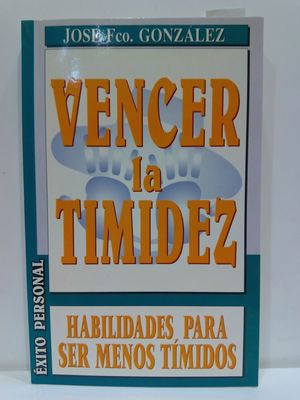 JOSE Fco. GONZALEZ
VENCER
la
TIMIDEZ
ÉXITO PERSONAL
HABILIDADES PARA
SER MENOS TÍMIDOS